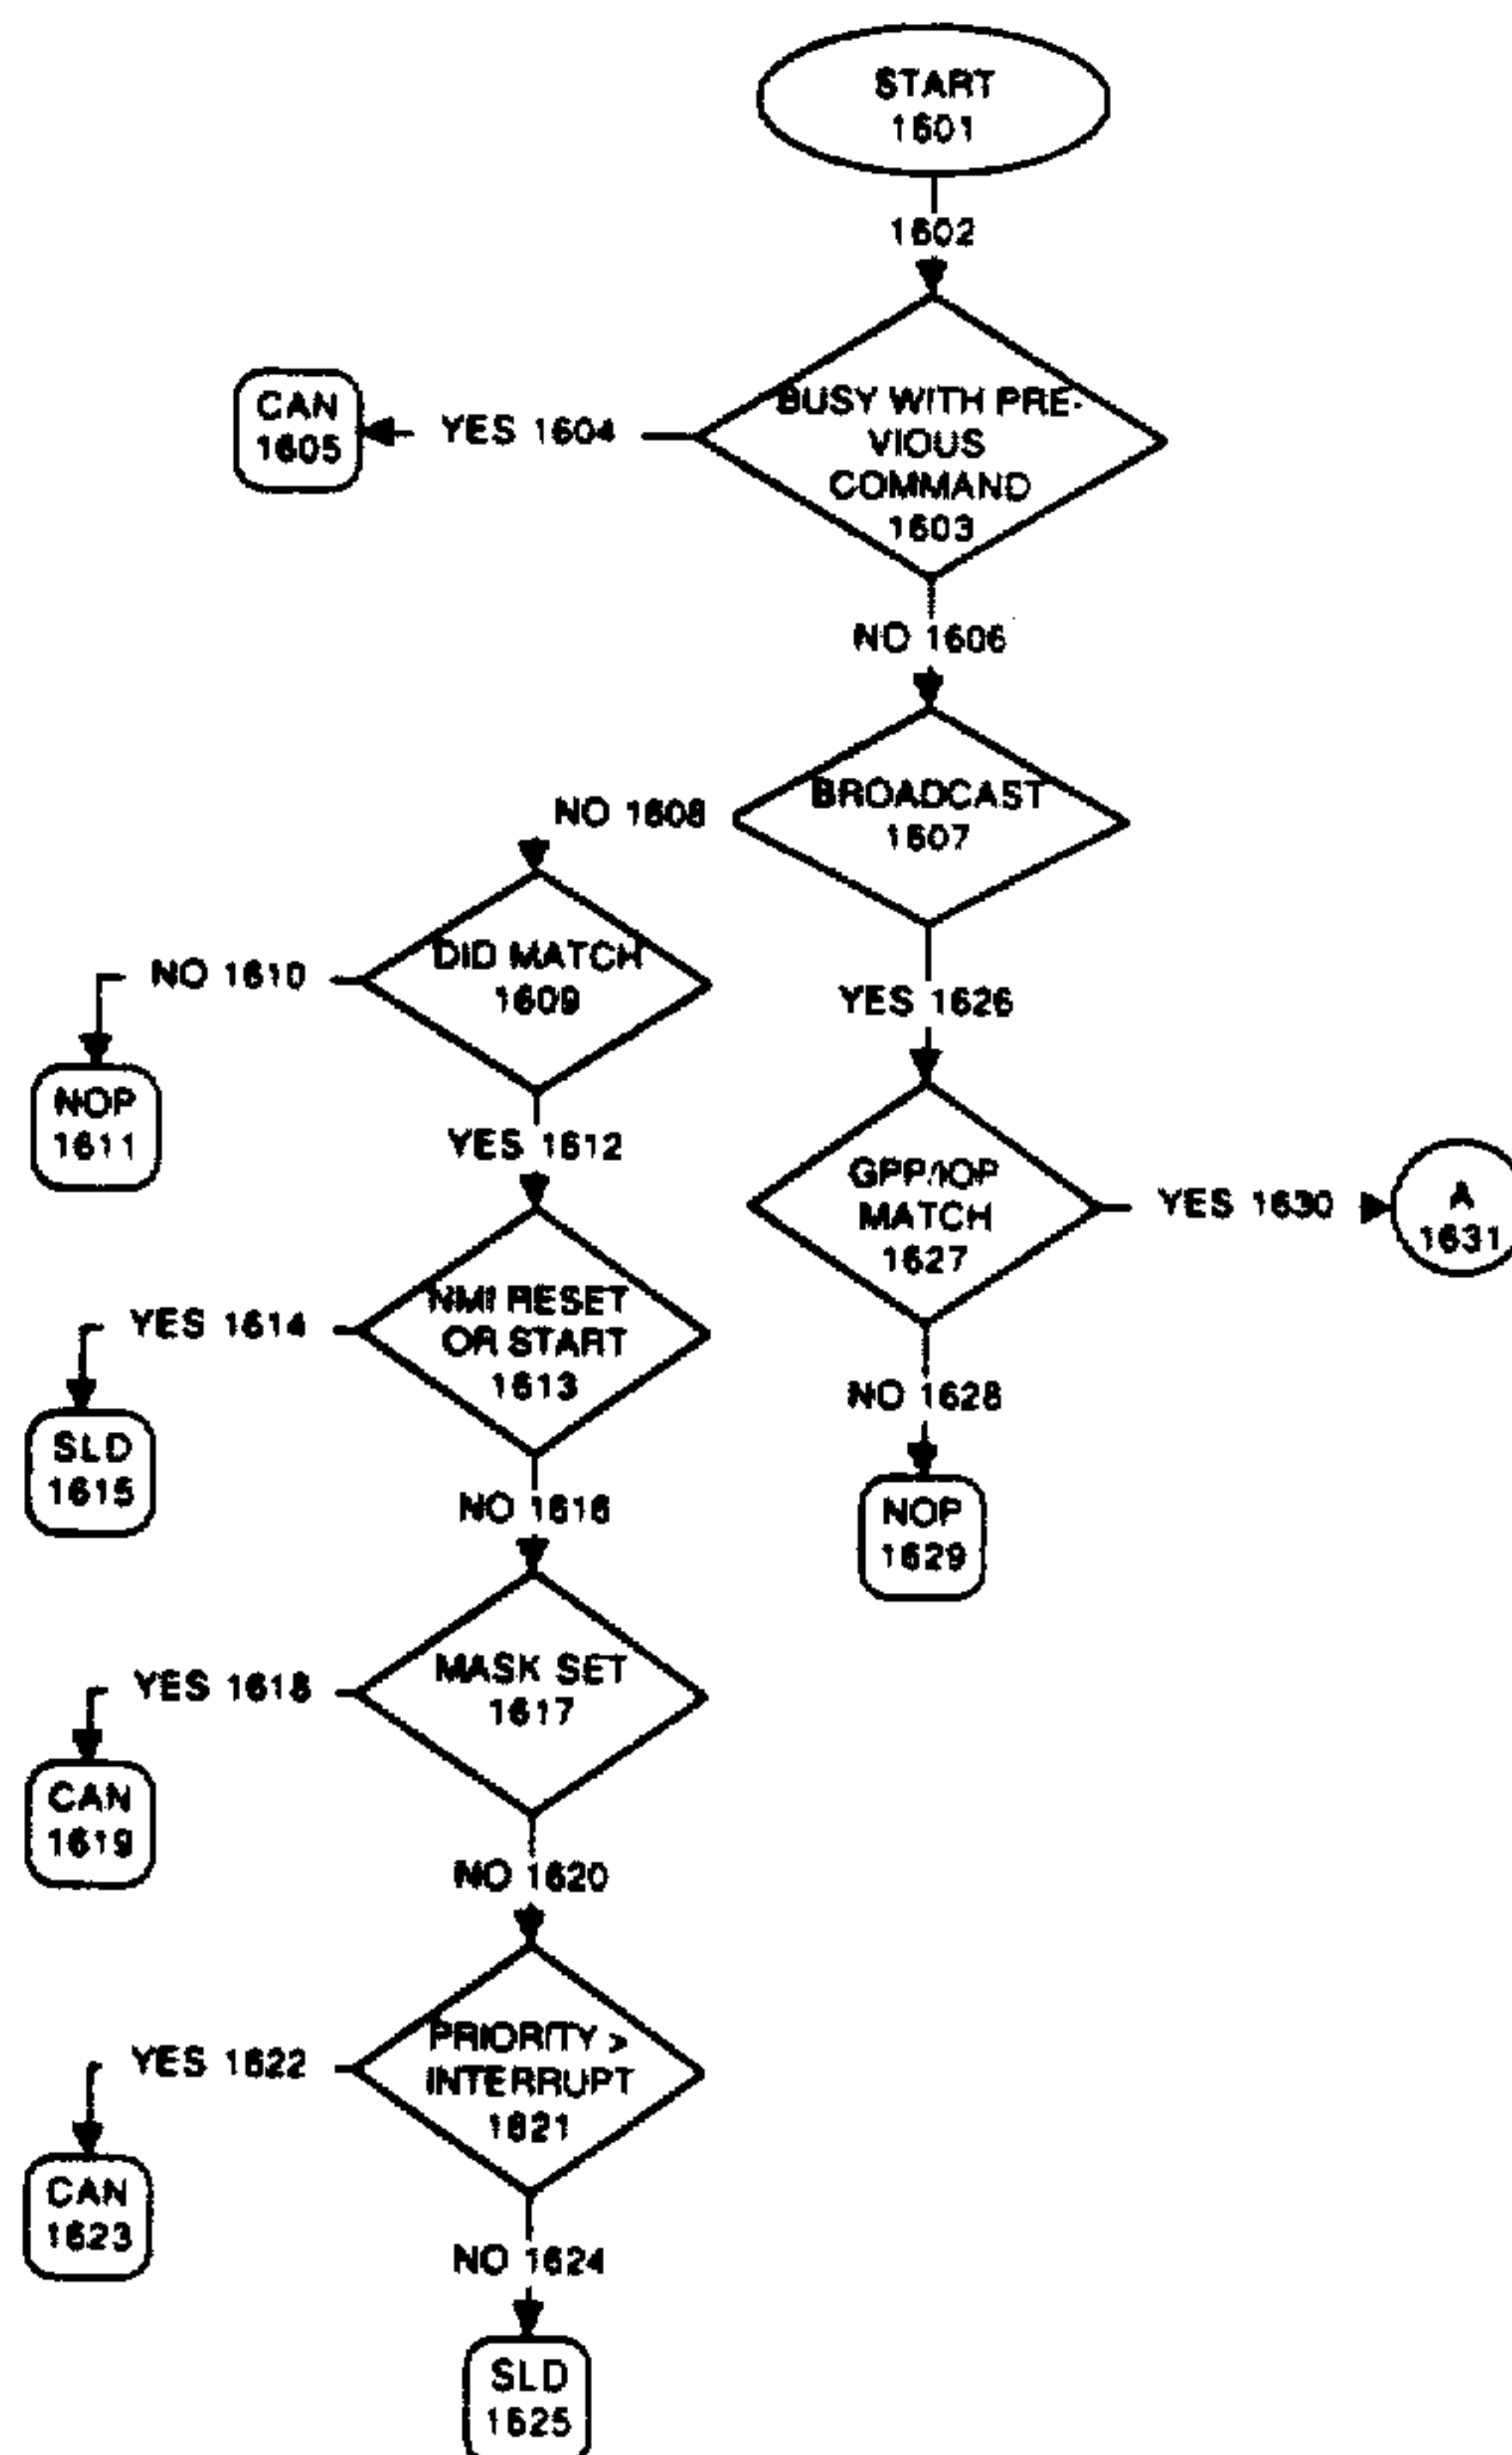 START
1601
1602
BUSY WITH PRE-
VIOUS
COMMAND
1603
YES 1604
CAN
1605
NO 1606
BROADCAST
1607
NO 1608
DID MATCH
1609
NO 1610
NOP
1611
YES 1612
NMI RESET
OR START
1613
YES 1614
SLD
1615
NO 1616
MASK SET
1617
YES 1618
CAN
1619
NO 1620
PRIORITY >
INTERRUPT
1621
YES 1622
CAN
1623
NO 1624
SLD
1625
YES 1626
GPP/IOP
MATCH
1627
NO 1628
NOP
1629
YES 1630
A
1631